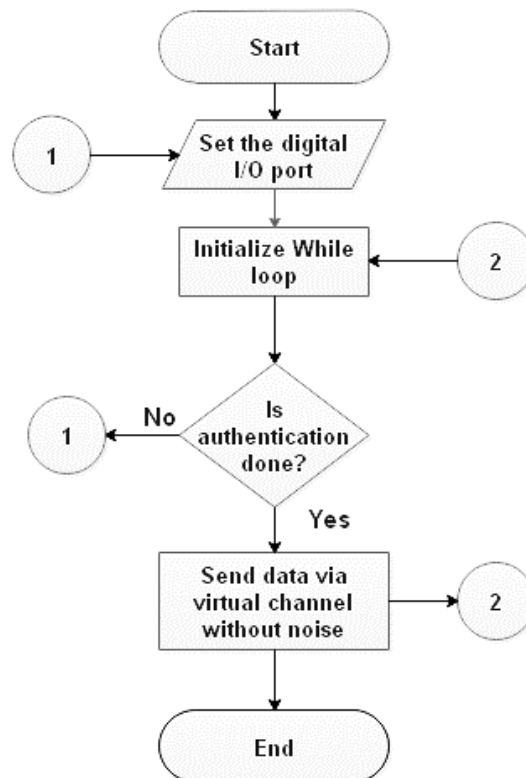 Start
1
Set the digital
I/O port
Initialize While
loop
2
Is
authentication
done?
No
1
Yes
Send data via
virtual channel
without noise
2
End